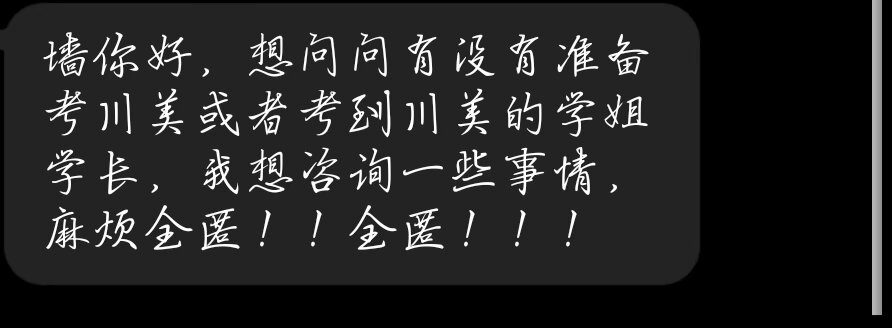 墙你好，想问问有没有准备
考川美或者考到川美的学姐
学长，我想咨询一些事情，
麻烦全匿！！全匿！！！